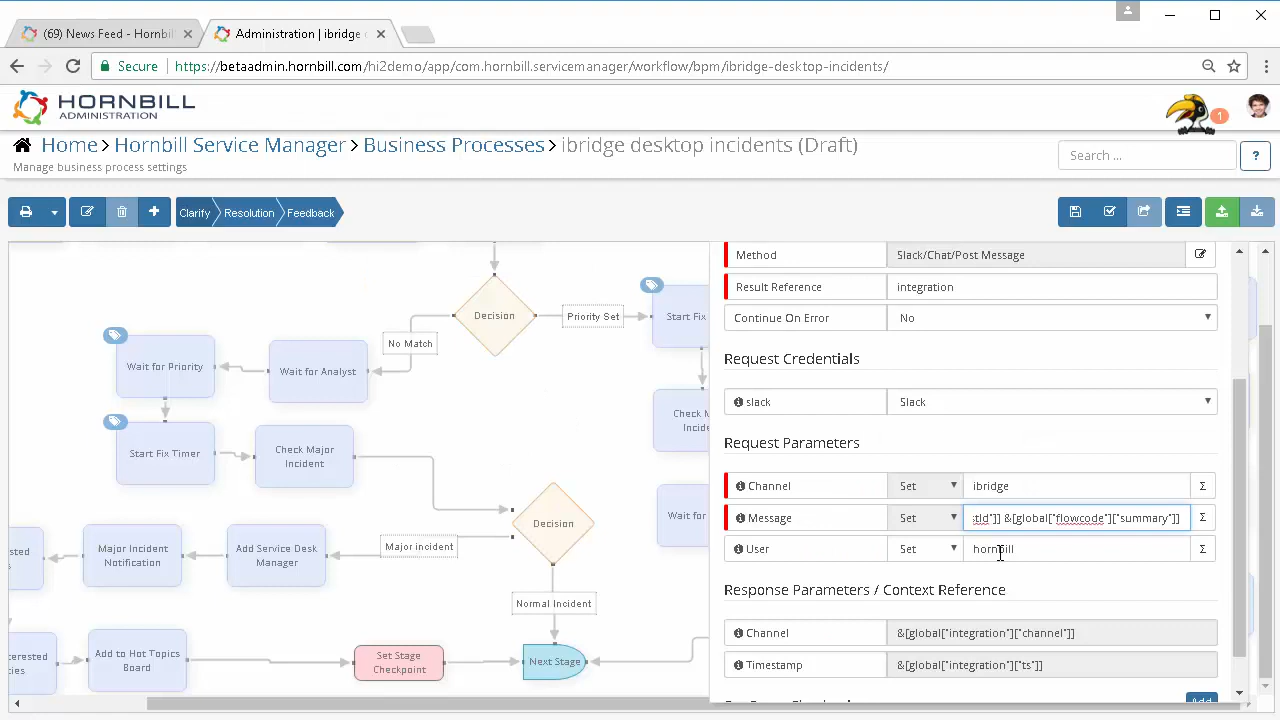 (69) News Feed - Hornbill
Administration | ibridge
Secure
https://betaadmin.hornbill.com/hi2demo/app/com.hornbill.servicemanager/workflow/bpm/ibridge-desktop-incidents/
HORNBILL
ADMINISTRATION
1
Home > Hornbill Service Manager > Business Processes > ibridge desktop incidents (Draft)
Manage business process settings
Search ...
?
Clarify
Resolution
Feedback
Decision
Priority Set
Start Fix
No Match
Wait for Priority
Wait for Analyst
Start Fix Timer
Check Major
Incident
Check M
Incide
Decision
Wait for
Major incident
Major Incident
Notification
Add Service Desk
Manager
Normal Incident
Add to Hot Topics
Board
Set Stage
Checkpoint
Next Stage
Method
Slack/Chat/Post Message
Result Reference
integration
Continue On Error
No
Request Credentials
slack
Slack
Request Parameters
Channel
Set
ibridge
Σ
Message
Set
tId"]] &[global["flowcode"]["summary"]]
Σ
User
Set
hornbill
Σ
Response Parameters / Context Reference
Channel
&[global["integration"]["channel"]]
Timestamp
&[global["integration"]["ts"]]
Add